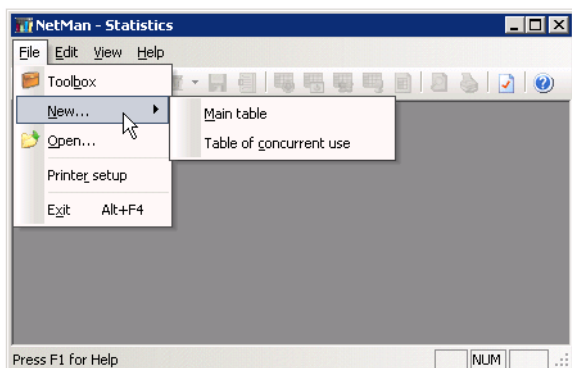 NetMan - Statistics
File Edit View Help
Toolbox
New...
Main table
Table of concurrent use
Open...
Printer setup
Exit Alt+F4
Press F1 for Help
NUM